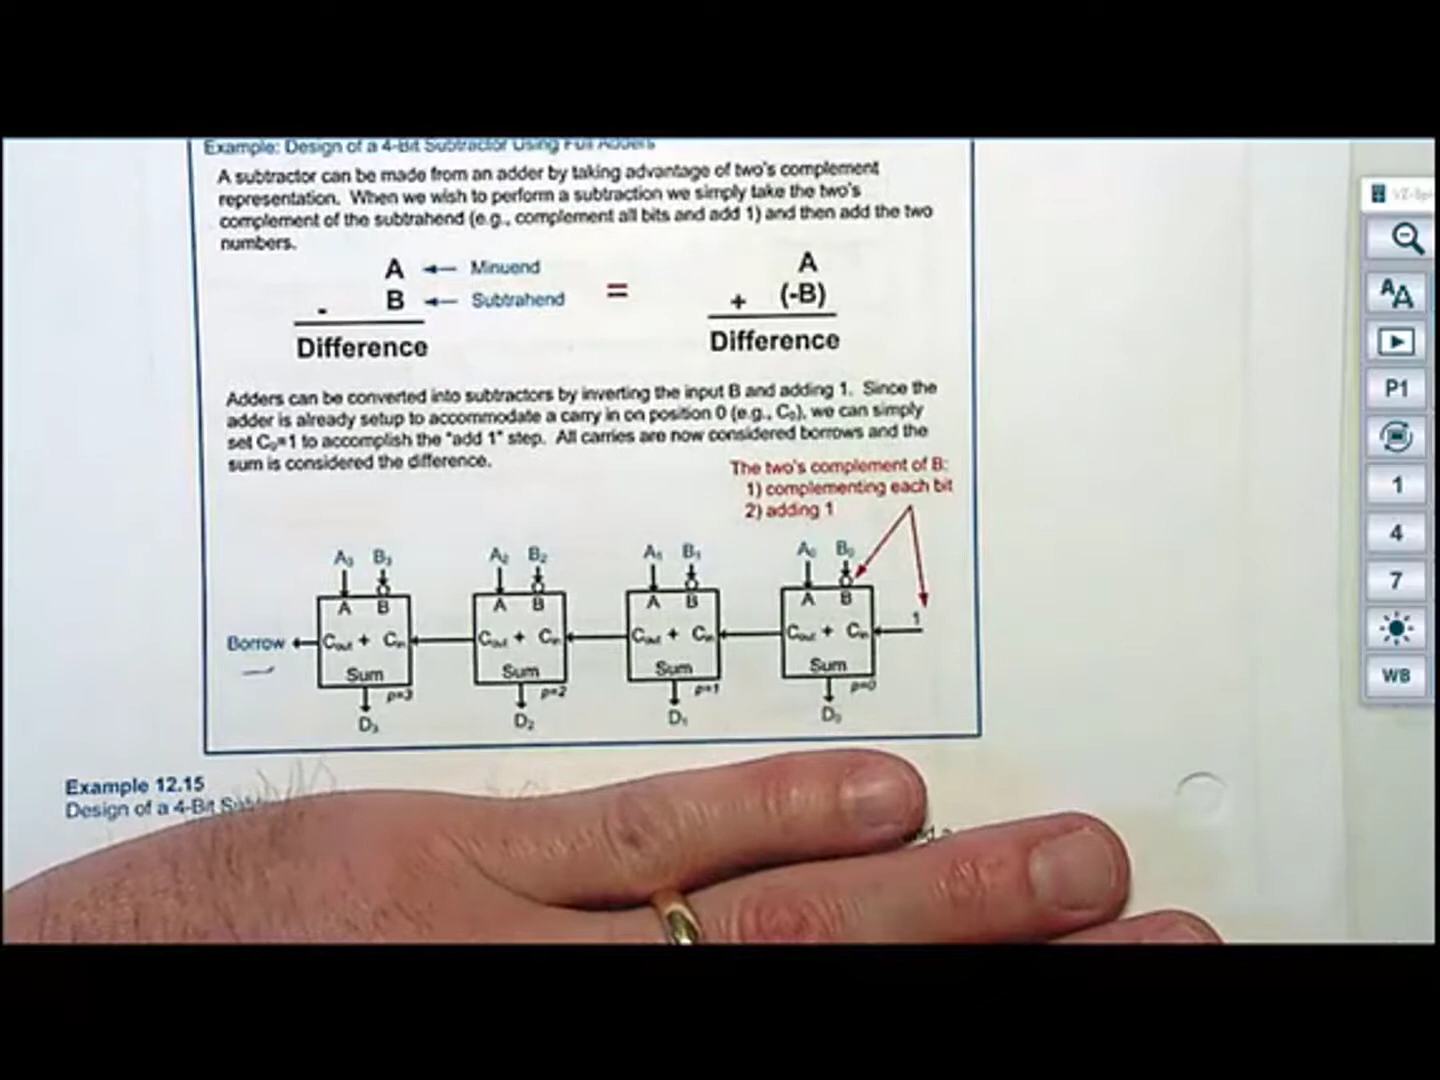 Example: Design of a 4-Bit Subtractor Using Full Adders
A subtractor can be made from an adder by taking advantage of two's complement
representation. When we wish to perform a subtraction we simply take the two's
complement of the subtrahend (e.g., complement all bits and add 1) and then add the two
numbers.
A ← Minuend = A
- B ← Subtrahend + (-B)
Difference Difference
Adders can be converted into subtractors by inverting the input B and adding 1. Since the
adder is already setup to accommodate a carry in on position 0 (e.g., C₀), we can simply
set C₀=1 to accomplish the "add 1" step. All carries are now considered borrows and the
sum is considered the difference.
The two's complement of B:
1) complementing each bit
2) adding 1
A₃ B₃ A₂ B₂ A₁ B₁ A₀ B₀
A B A B A B A B
1
Borrow Cout + Cin Cout + Cin Cout + Cin Cout + Cin
Sum Sum Sum Sum
p=3 p=2 p=1 p=0
D₃ D₂ D₁ D₀
Example 12.15
Design of a 4-Bit
AA
P1
1
4
7
WB